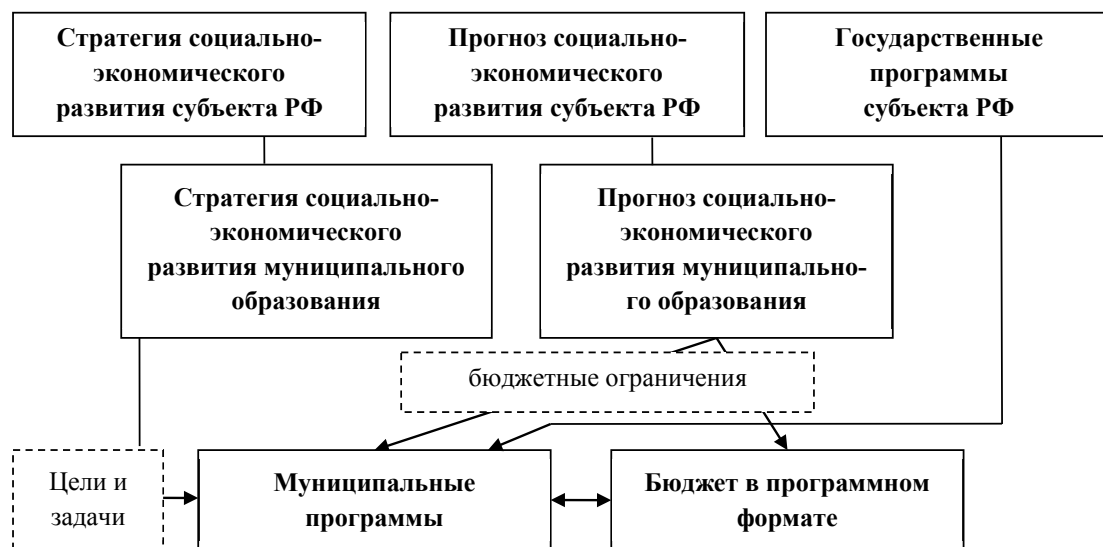 Стратегия социально-
экономического
развития субъекта РФ
Прогноз социально-
экономического
развития субъекта РФ
Государственные
программы
субъекта РФ
Стратегия социально-
экономического
развития муниципального
образования
Прогноз социально-
экономического
развития муниципально-
го образования
бюджетные ограничения
Цели и
задачи
Муниципальные
программы
Бюджет в программном
формате